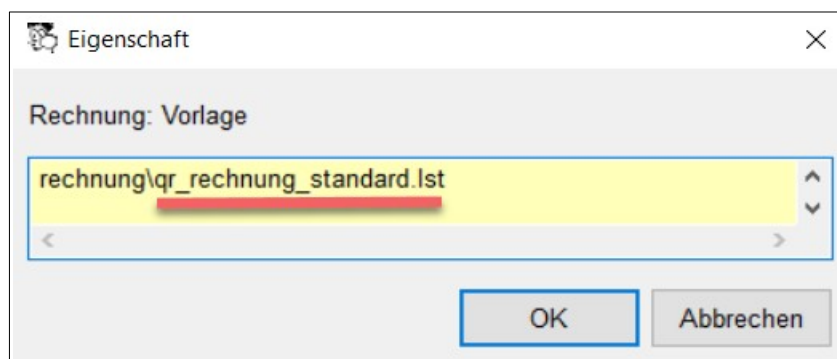 Eigenschaft
Rechnung: Vorlage
rechnung\qr_rechnung_standard.lst
OK
Abbrechen